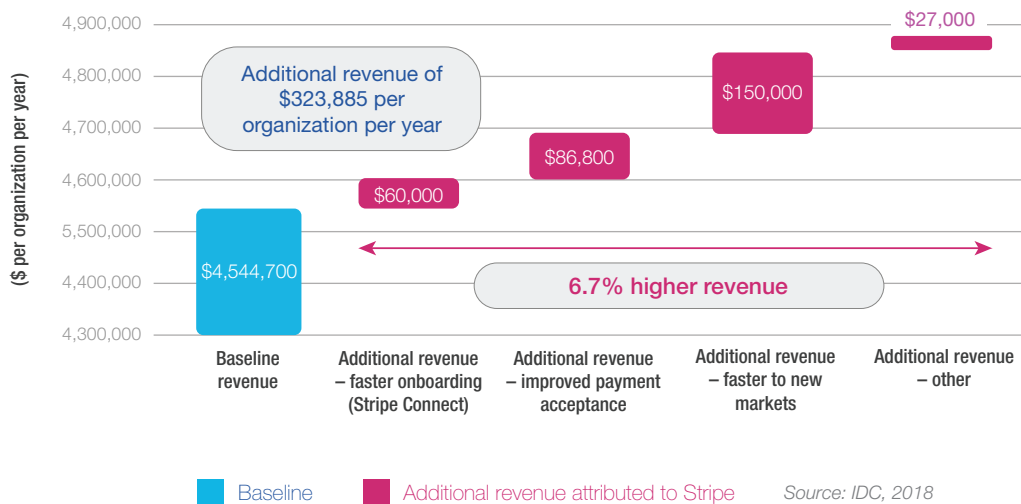 ($ per organization per year)
4,900,000
4,800,000
4,700,000
4,600,000
5,500,000
4,400,000
4,300,000
Additional revenue of
$323,885 per
organization per year
$4,544,700
$60,000
$86,800
$150,000
$27,000
6.7% higher revenue
Baseline
revenue
Additional revenue
– faster onboarding
(Stripe Connect)
Additional revenue
– improved payment
acceptance
Additional revenue
– faster to new
markets
Additional revenue
– other
Baseline
Additional revenue attributed to Stripe
Source: IDC, 2018